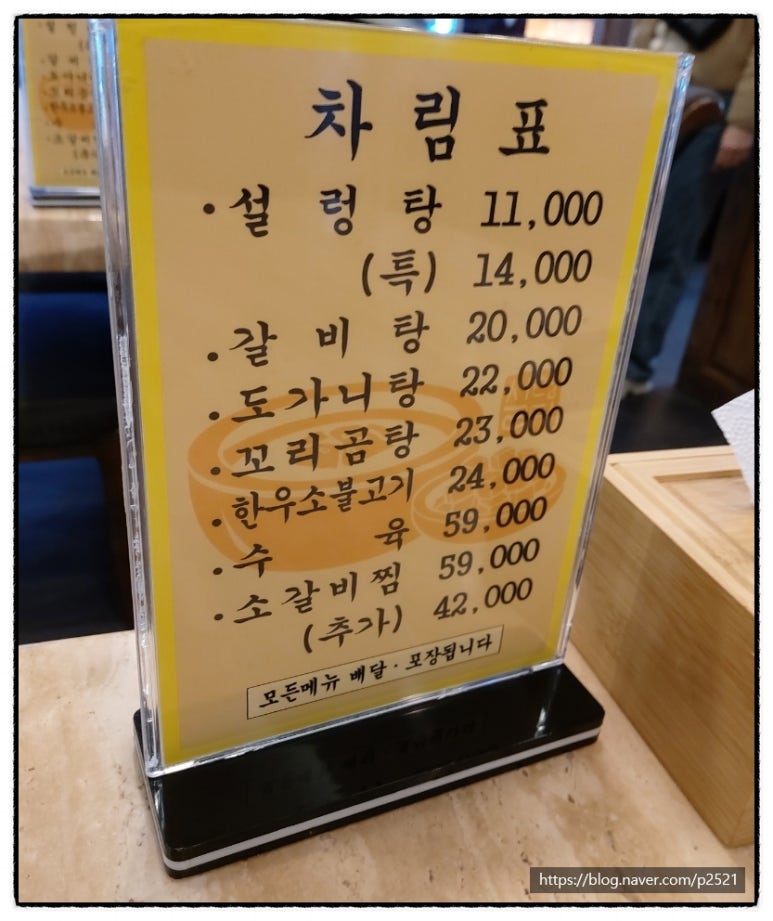 차림표
·설렁탕 11,000
(특) 14,000
·갈비탕 20,000
·도가니탕 22,000
·꼬리곰탕 23,000
·한우소불고기 24,000
·수육 59,000
·소갈비찜 59,000
(추가) 42,000
모든메뉴 배달·포장됩니다
https://blog.naver.com/p2521